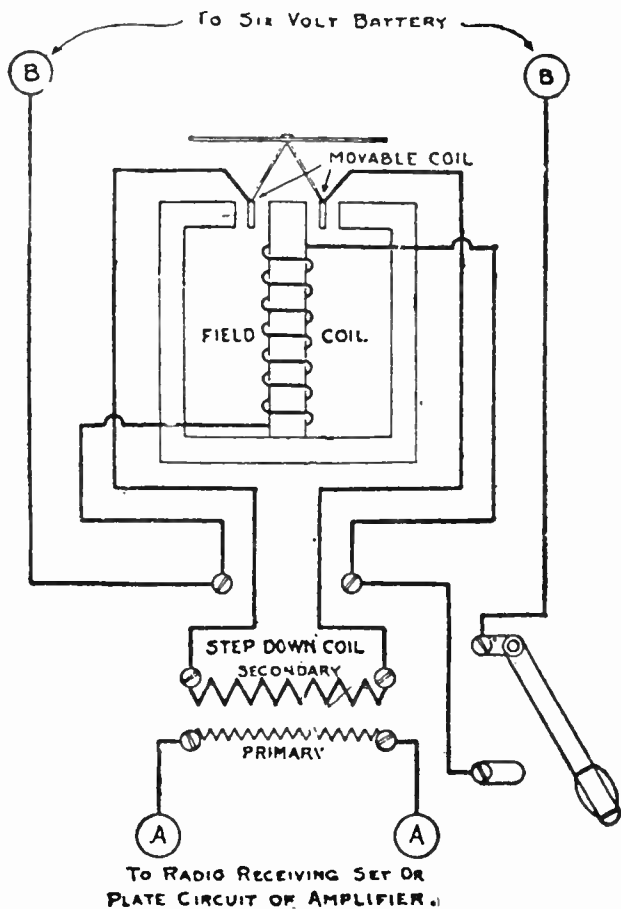 TO SIX VOLT BATTERY
B B
MOVABLE COIL
FIELD COIL
STEP DOWN COIL
SECONDARY
PRIMARY
A A
TO RADIO RECEIVING SET OR
PLATE CIRCUIT OF AMPLIFIER.